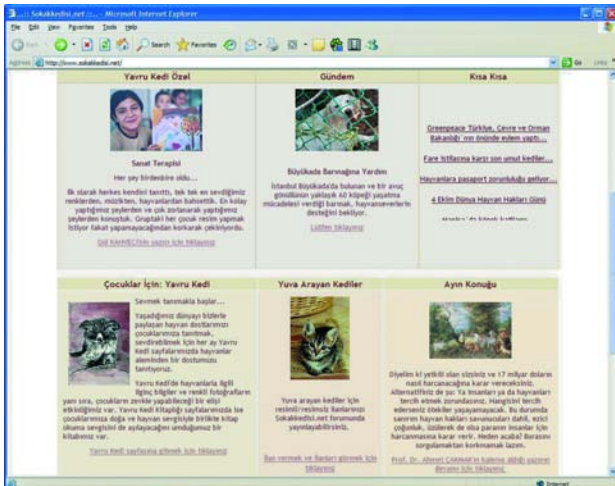 ...:: Sokakkedisi.net ::... - Microsoft Internet Explorer
File Edit View Favorites Tools Help
Search Favorites
Address http://www.sokakkedisi.net/ Go Links
Yavru Kedi Özel
Sanat Terapisi
Her şey birdenbire oldu...
İlk olarak herkes kendini tanıttı, tek tek en sevdiğimiz
renklerden, müzikten, hayvanlardan bahsettik. En kolay
yaptığımız şeylerden ve çok zorlanarak yaptığımız
şeylerden konuştuk. Gruptaki her çocuk resim yapmak
istiyor fakat yapamayacağından korkarak çekiniyordu.
yazısı için tıklayınız
Gündem
Büyükada Barınağına Yardım
İstanbul Büyükada'da bulunan ve bir avuç
gönüllünün yaklaşık 60 köpeği yaşatma
mücadelesi verdiği barınak, hayvanseverlerin
desteğini bekliyor.
Lütfen tıklayınız
Kısa Kısa
Greenpeace Türkiye, Çevre ve Orman
Bakanlığı'nın önünde eylem yaptı...
Fare istilasına karşı son umut kediler...
Hayvanlara pasaport zorunluluğu geliyor...
4 Ekim Dünya Hayvan Hakları Günü
Çocuklar İçin: Yavru Kedi
Sevmek tanımakla başlar...
Yaşadığımız dünyayı bizlerle
paylaşan hayvan dostlarımızı
çocuklarımıza tanıtmak,
sevdirebilmek için her ay Yavru
Kedi sayfalarımızda hayvanlar
aleminden bir dostumuzu
tanıtıyoruz.
Yavru Kedi'de hayvanlarla ilgili
ilginç bilgiler ve renkli fotoğrafların
yanı sıra, çocukların zevkle yapabileceği bir elişi
etkinliğimiz var. Yavru Kedi Kitaplığı sayfalarımızda ise
çocuklarımıza doğa ve hayvan sevgisiyle birlikte kitap
okuma sevgisini de aşılayacağını umduğumuz bir
kitabımız var.
Yavru Kedi sayfasına gitmek için tıklayınız
Yuva Arayan Kediler
Yuva arayan kediler için
resimli/resimsiz ilanlarınızı
Sokakkedisi.net forumunda
yayınlayabilirsiniz.
İlan vermek ve ilanları görmek için
tıklayınız
Ayın Konuğu
Diyelim ki yetkili olan sizsiniz ve 17 milyar doların
nasıl harcanacağına karar vereceksiniz.
Alternatifiniz de şu: Ya insanları ya da hayvanları
tercih etmek zorundasınız. Hangisini tercih
ederseniz ötekiler yaşayamayacak. Bu durumda
sanırım hayvan hakları savunucuları dahil, ezici
çoğunluk, üzülerek de olsa paranın insanlar için
harcanmasına karar verir. Neden acaba? Burasını
sorgulamaktan korkmamak lazım.
Prof. Dr. Ahmet ÇAKMAK'ın kaleme aldığı yazının
devamı için tıklayınız.
Internet